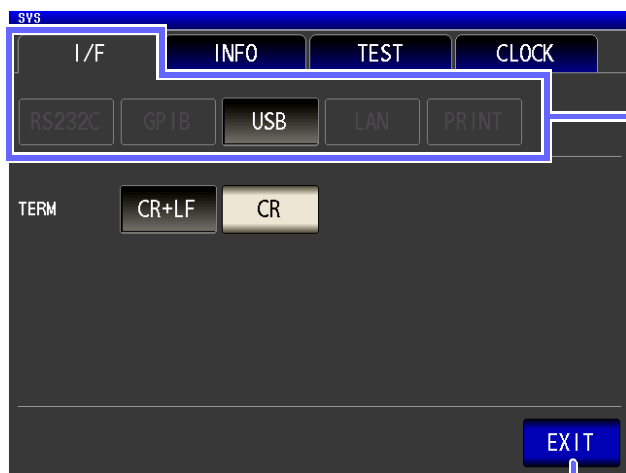 SYS
I/F INFO TEST CLOCK
RS232C GPIB USB LAN PRINT
TERM CR+LF CR
EXIT